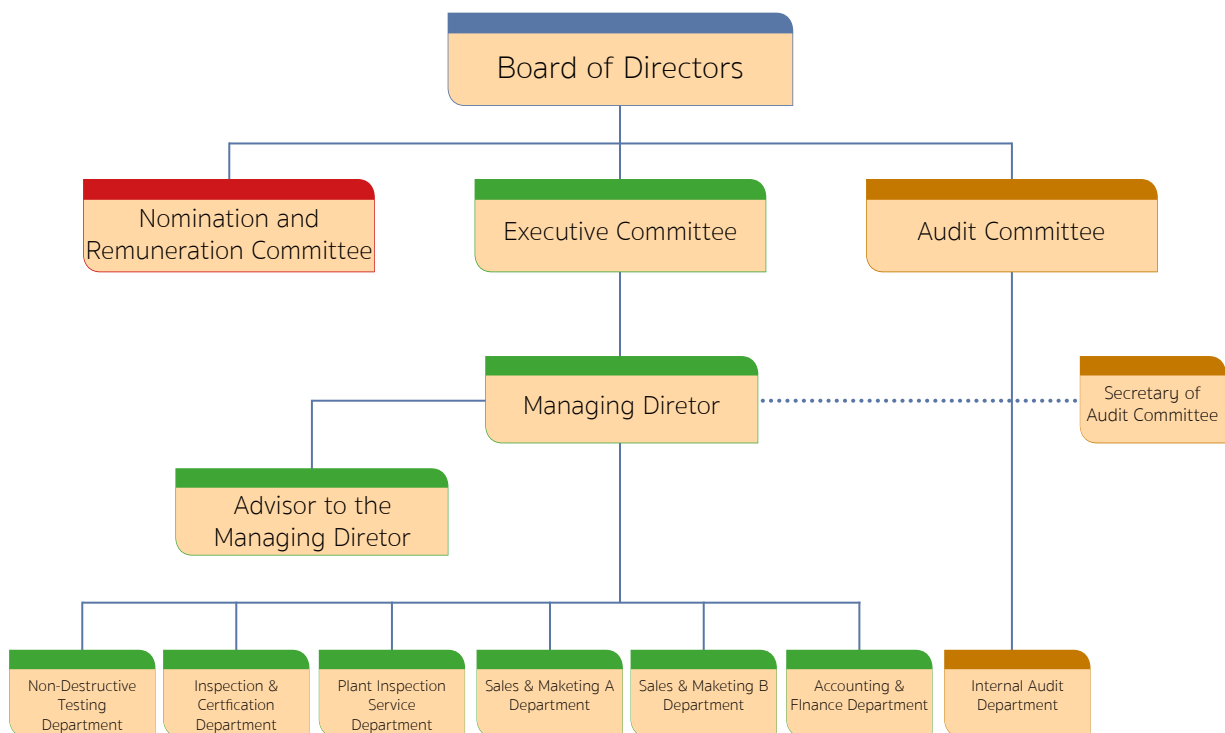 Board of Directors
Nomination and
Remuneration Committee
Executive Committee
Audit Committee
Managing Diretor
Secretary of
Audit Committee
Advisor to the
Managing Diretor
Non-Destructive
Testing
Department
Inspection &
Certfication
Department
Plant Inspection
Service
Department
Sales & Maketing A
Department
Sales & Maketing B
Department
Accounting &
FInance Department
Internal Audit
Department